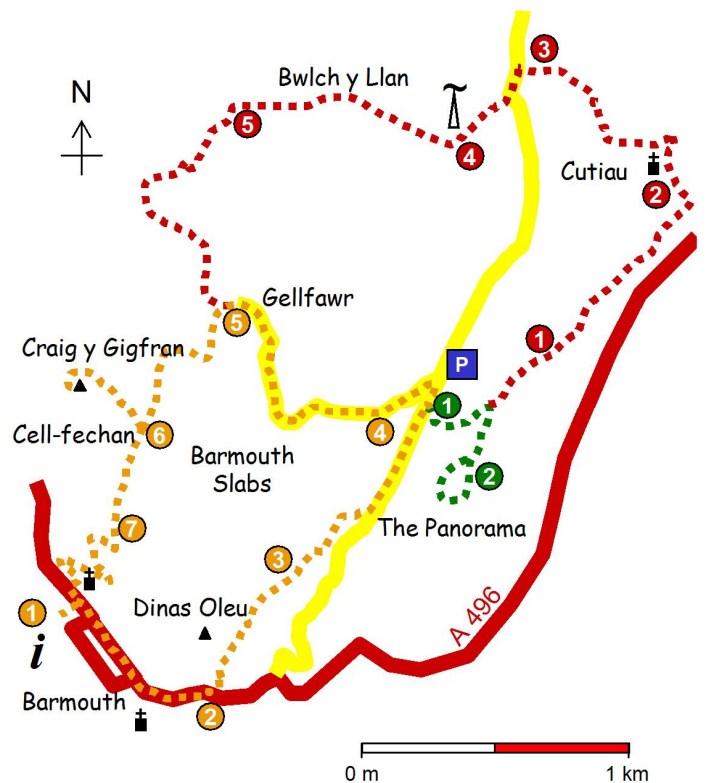 N
Bwlch y Llan
3
5
4
Cutiau
2
Gellfawr
5
Craig y Gigfran
1
P
1
Cell-fechan
6
4
Barmouth
Slabs
2
7
The Panorama
3
1
Dinas Oleu
A 496
i
Barmouth
2
0 m
1 km